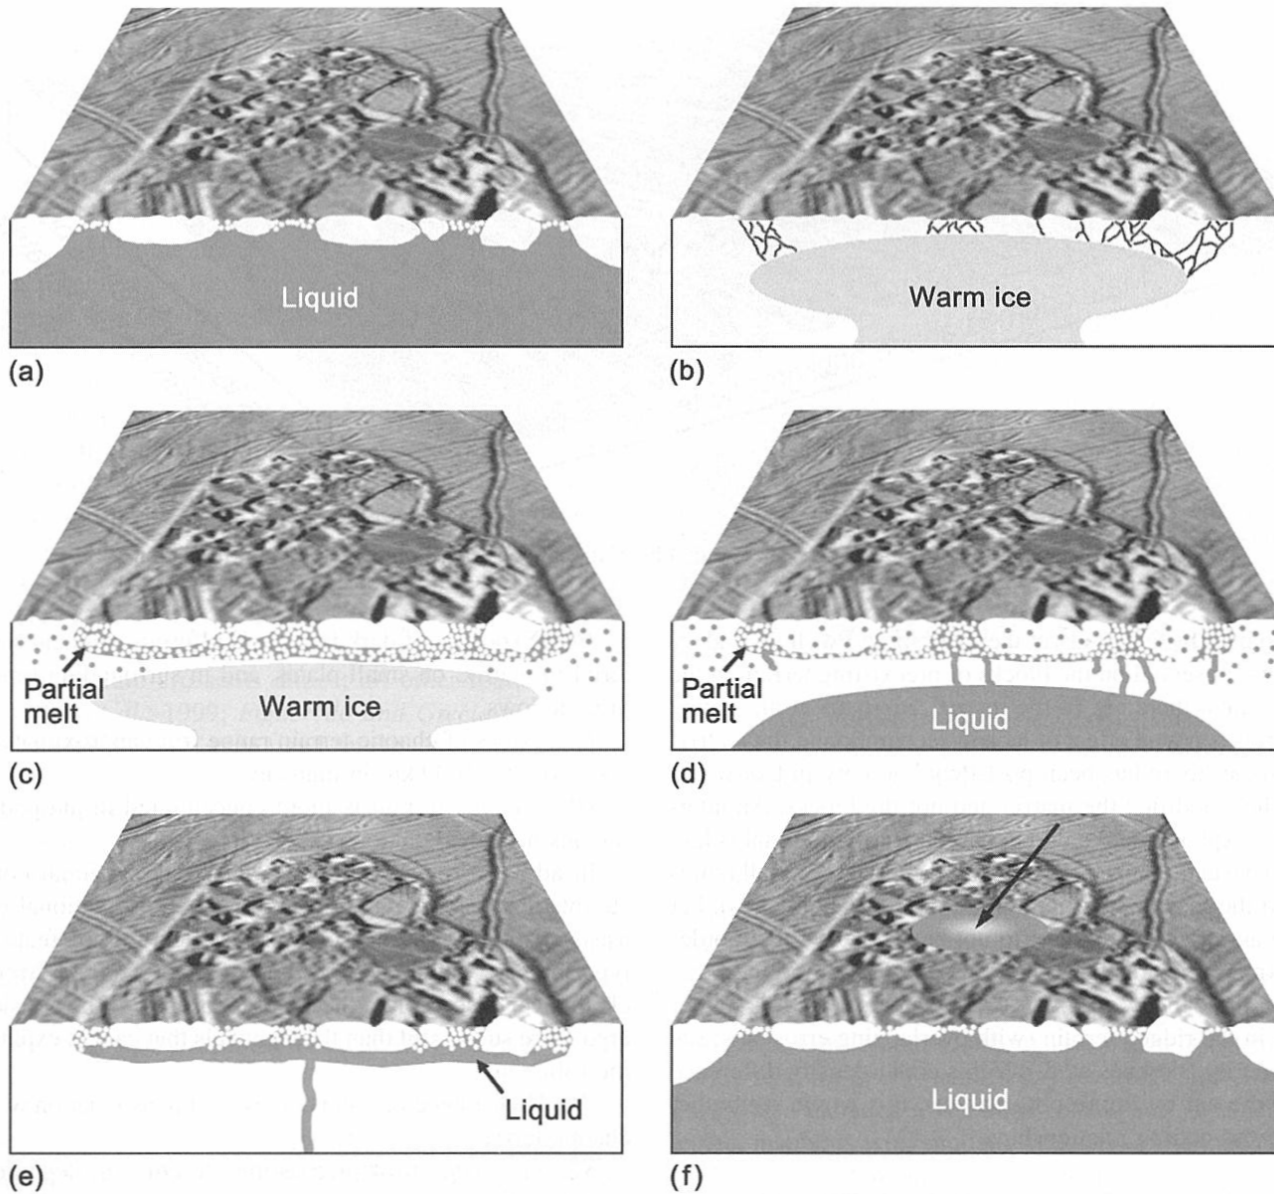 Liquid
(a)
Warm ice
(b)
Partial
melt
Warm ice
(c)
Partial
melt
Liquid
(d)
Liquid
(e)
Liquid
(f)